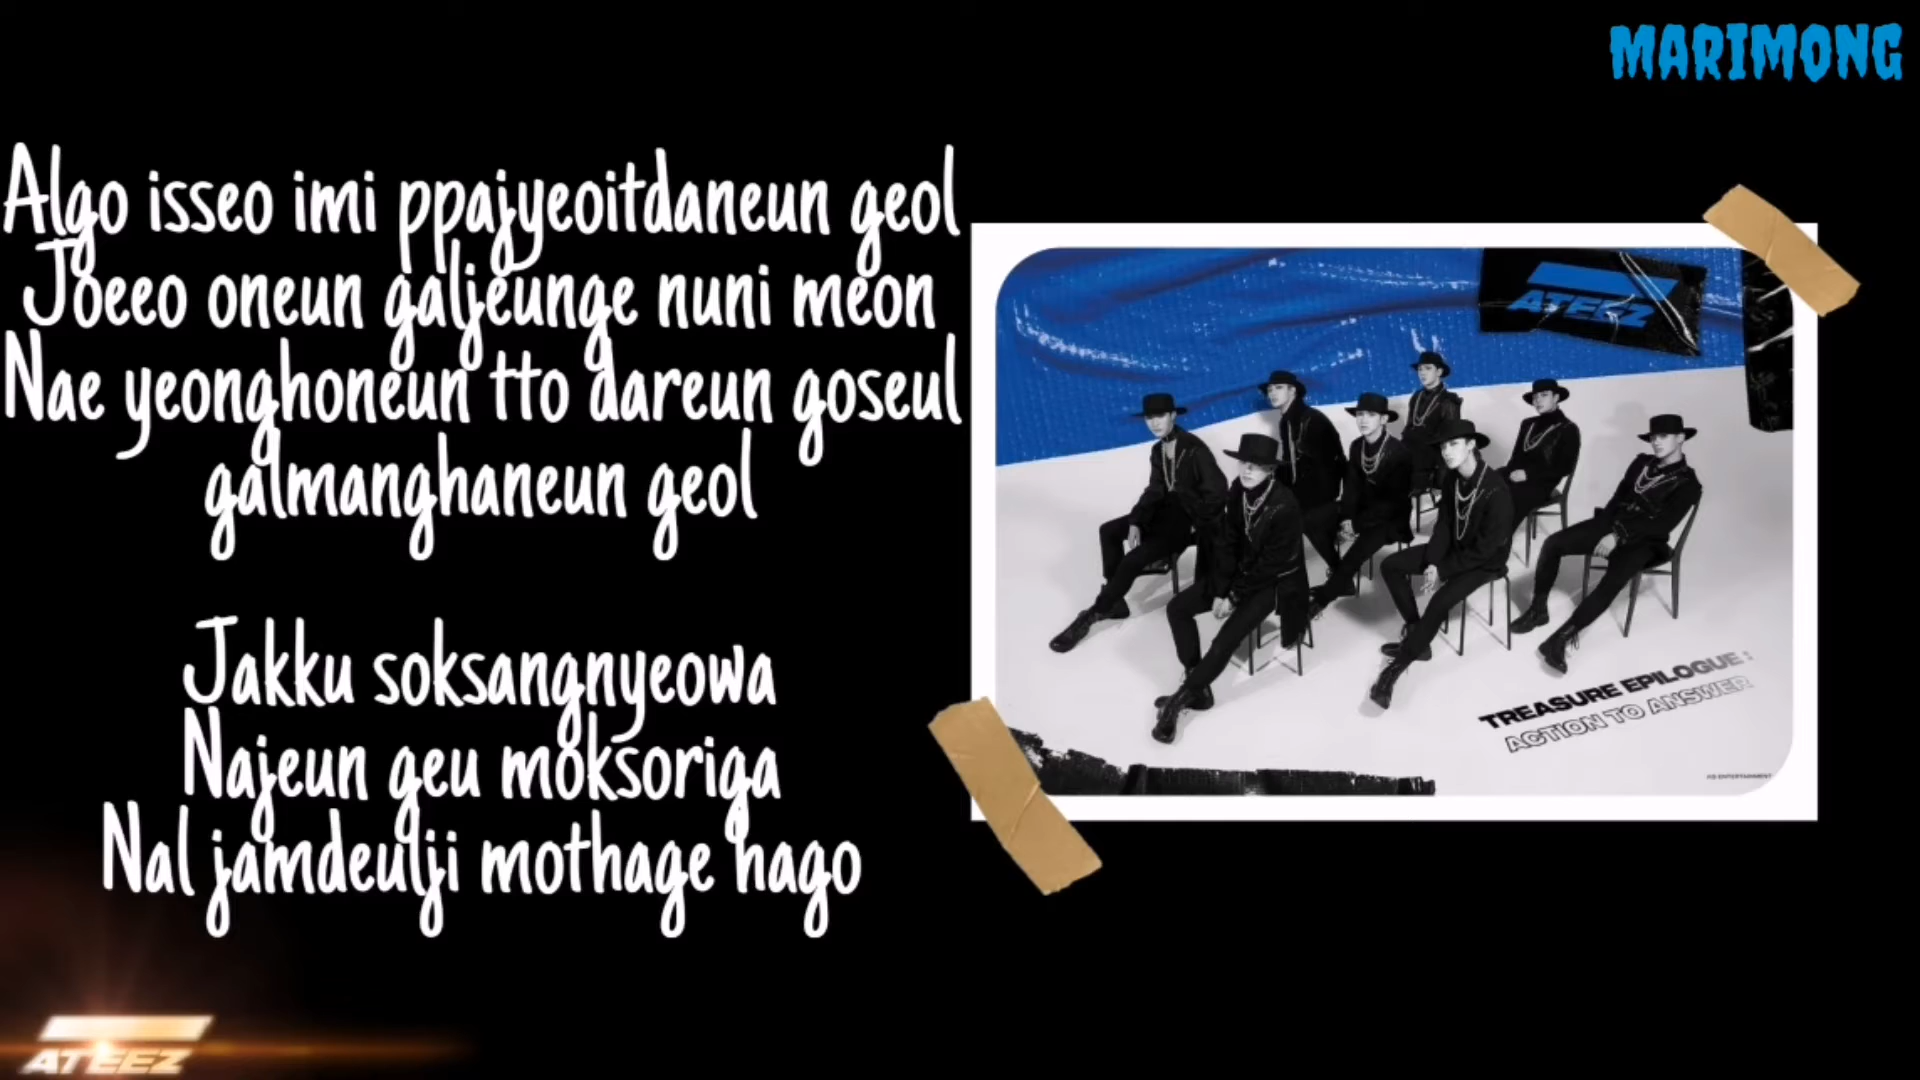 MARIMONG
Algo isseo imi ppajyeoitdaneun geol
Joeeo oneun galjeunge nuni meon
Nae yeonghoneun tto dareun goseul
galmanghaneun geol
Jakku soksangnyeowa
Najeun geu moksoriga
Nal jamdeulji mothage hago
ATEEZ
TREASURE EPILOGUE :
ACTION TO ANSWER
ATEEZ